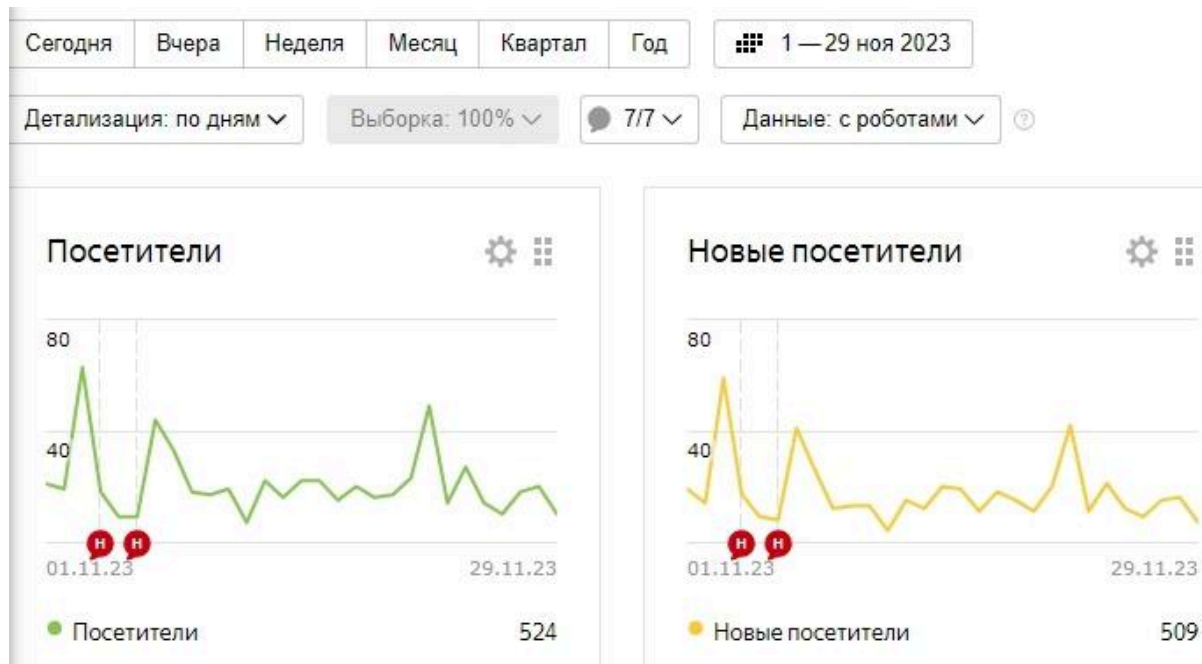 Сегодня Вчера Неделя Месяц Квартал Год 1 — 29 ноя 2023
Детализация: по дням Выборка: 100% 7/7 Данные: с роботами ?
Посетители
80
40
Н Н
01.11.23 29.11.23
Посетители 524
Новые посетители
80
40
Н Н
01.11.23 29.11.23
Новые посетители 509